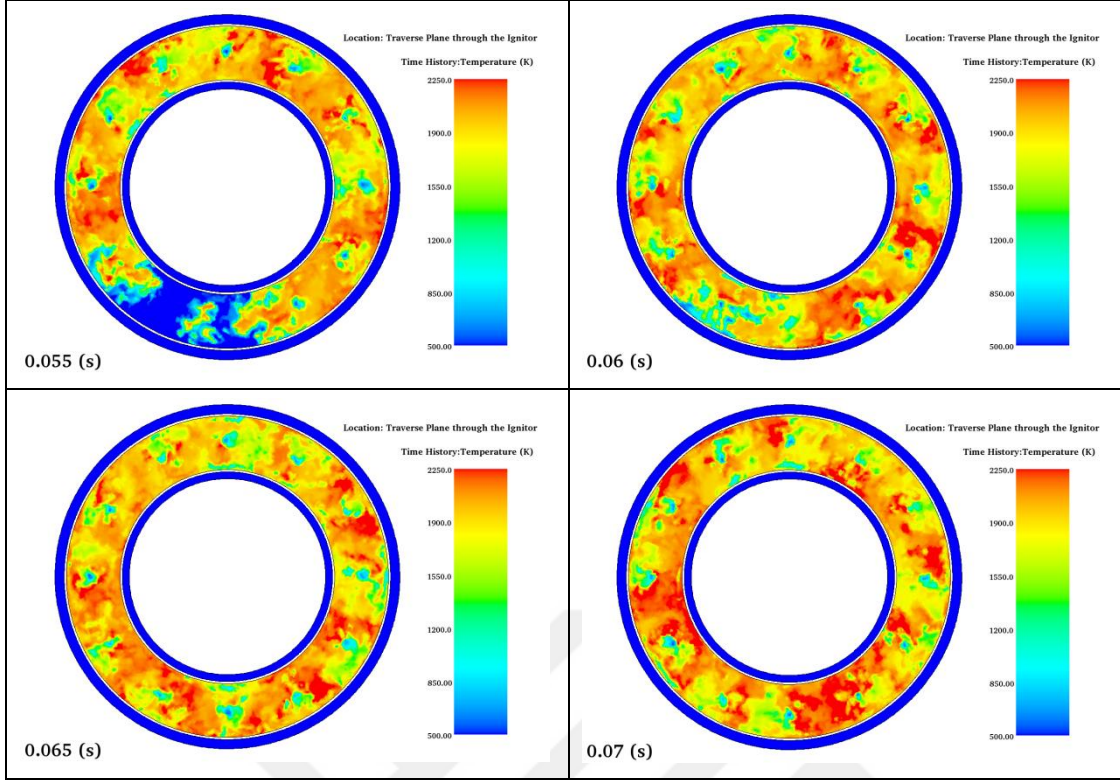 Location: Traverse Plane through the Ignitor
Time History:Temperature (K)
2250.0
1900.0
1550.0
1200.0
850.00
500.00
0.055 (s)
Location: Traverse Plane through the Ignitor
Time History:Temperature (K)
2250.0
1900.0
1550.0
1200.0
850.00
500.00
0.06 (s)
Location: Traverse Plane through the Ignitor
Time History:Temperature (K)
2250.0
1900.0
1550.0
1200.0
850.00
500.00
0.065 (s)
Location: Traverse Plane through the Ignitor
Time History:Temperature (K)
2250.0
1900.0
1550.0
1200.0
850.00
500.00
0.07 (s)